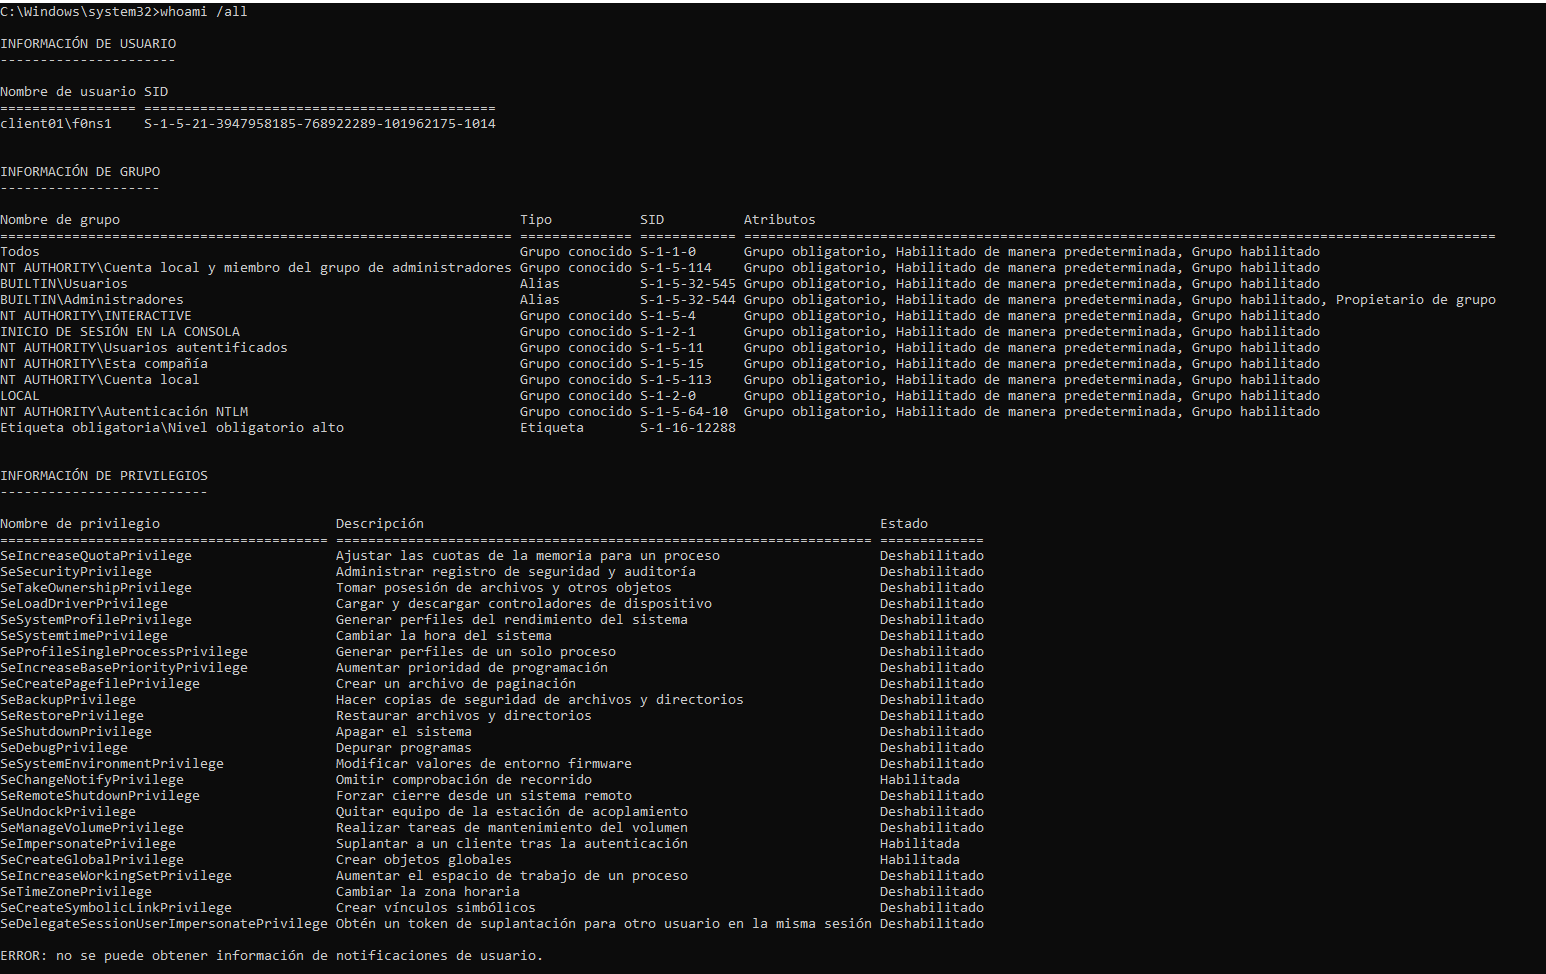 C:\Windows\system32>whoami /all
INFORMACIÓN DE USUARIO
----------------------
Nombre de usuario SID
================= ============================================
client01\f0ns1    S-1-5-21-3947958185-768922289-101962175-1014
INFORMACIÓN DE GRUPO
--------------------
Nombre de grupo                                                  Tipo           SID          Atributos
================================================================ ============== ============ ==============================================================================================
Todos                                                            Grupo conocido S-1-1-0      Grupo obligatorio, Habilitado de manera predeterminada, Grupo habilitado
NT AUTHORITY\Cuenta local y miembro del grupo de administradores Grupo conocido S-1-5-114    Grupo obligatorio, Habilitado de manera predeterminada, Grupo habilitado
BUILTIN\Usuarios                                                 Alias          S-1-5-32-545 Grupo obligatorio, Habilitado de manera predeterminada, Grupo habilitado
BUILTIN\Administradores                                          Alias          S-1-5-32-544 Grupo obligatorio, Habilitado de manera predeterminada, Grupo habilitado, Propietario de grupo
NT AUTHORITY\INTERACTIVE                                         Grupo conocido S-1-5-4      Grupo obligatorio, Habilitado de manera predeterminada, Grupo habilitado
INICIO DE SESIÓN EN LA CONSOLA                                   Grupo conocido S-1-2-1      Grupo obligatorio, Habilitado de manera predeterminada, Grupo habilitado
NT AUTHORITY\Usuarios autentificados                             Grupo conocido S-1-5-11     Grupo obligatorio, Habilitado de manera predeterminada, Grupo habilitado
NT AUTHORITY\Esta compañía                                       Grupo conocido S-1-5-15     Grupo obligatorio, Habilitado de manera predeterminada, Grupo habilitado
NT AUTHORITY\Cuenta local                                        Grupo conocido S-1-5-113    Grupo obligatorio, Habilitado de manera predeterminada, Grupo habilitado
LOCAL                                                            Grupo conocido S-1-2-0      Grupo obligatorio, Habilitado de manera predeterminada, Grupo habilitado
NT AUTHORITY\Autenticación NTLM                                  Grupo conocido S-1-5-64-10  Grupo obligatorio, Habilitado de manera predeterminada, Grupo habilitado
Etiqueta obligatoria\Nivel obligatorio alto                      Etiqueta       S-1-16-12288
INFORMACIÓN DE PRIVILEGIOS
--------------------------
Nombre de privilegio                      Descripción                                                         Estado
========================================= =================================================================== =============
SeIncreaseQuotaPrivilege                  Ajustar las cuotas de la memoria para un proceso                    Deshabilitado
SeSecurityPrivilege                       Administrar registro de seguridad y auditoría                       Deshabilitado
SeTakeOwnershipPrivilege                  Tomar posesión de archivos y otros objetos                          Deshabilitado
SeLoadDriverPrivilege                     Cargar y descargar controladores de dispositivo                     Deshabilitado
SeSystemProfilePrivilege                  Generar perfiles del rendimiento del sistema                        Deshabilitado
SeSystemtimePrivilege                     Cambiar la hora del sistema                                         Deshabilitado
SeProfileSingleProcessPrivilege           Generar perfiles de un solo proceso                                 Deshabilitado
SeIncreaseBasePriorityPrivilege           Aumentar prioridad de programación                                  Deshabilitado
SeCreatePagefilePrivilege                 Crear un archivo de paginación                                      Deshabilitado
SeBackupPrivilege                         Hacer copias de seguridad de archivos y directorios                 Deshabilitado
SeRestorePrivilege                        Restaurar archivos y directorios                                    Deshabilitado
SeShutdownPrivilege                       Apagar el sistema                                                   Deshabilitado
SeDebugPrivilege                          Depurar programas                                                   Deshabilitado
SeSystemEnvironmentPrivilege              Modificar valores de entorno firmware                               Deshabilitado
SeChangeNotifyPrivilege                   Omitir comprobación de recorrido                                    Habilitada
SeRemoteShutdownPrivilege                 Forzar cierre desde un sistema remoto                               Deshabilitado
SeUndockPrivilege                         Quitar equipo de la estación de acoplamiento                        Deshabilitado
SeManageVolumePrivilege                   Realizar tareas de mantenimiento del volumen                        Deshabilitado
SeImpersonatePrivilege                    Suplantar a un cliente tras la autenticación                        Habilitada
SeCreateGlobalPrivilege                   Crear objetos globales                                              Habilitada
SeIncreaseWorkingSetPrivilege             Aumentar el espacio de trabajo de un proceso                        Deshabilitado
SeTimeZonePrivilege                       Cambiar la zona horaria                                             Deshabilitado
SeCreateSymbolicLinkPrivilege             Crear vínculos simbólicos                                           Deshabilitado
SeDelegateSessionUserImpersonatePrivilege Obtén un token de suplantación para otro usuario en la misma sesión Deshabilitado
ERROR: no se puede obtener información de notificaciones de usuario.